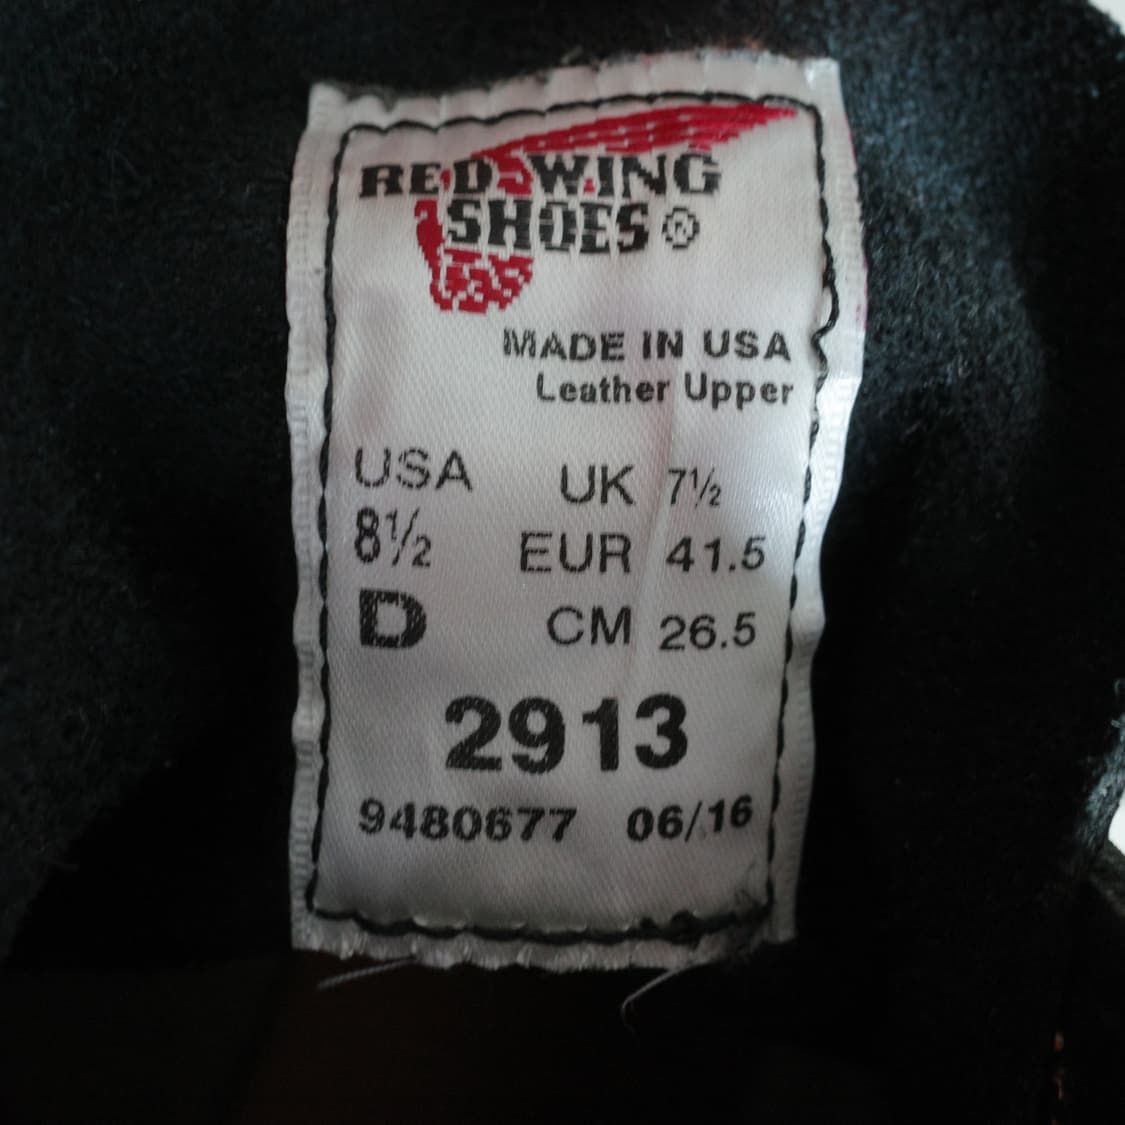 RED WING
SHOES®
MADE IN USA
Leather Upper
USA UK 7½
8½ EUR 41.5
D CM 26.5
2913
9480677 06/16